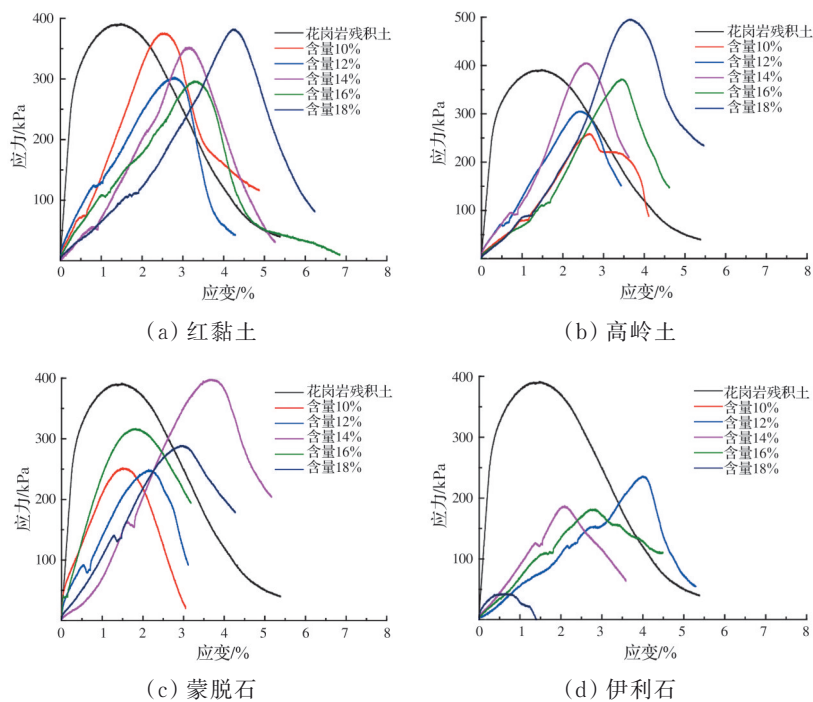 应力/kPa
400
300
200
100
0
1
2
3
4
5
6
7
8
应变/%
花岗岩残积土
含量10%
含量12%
含量14%
含量16%
含量18%
(a) 红黏土
应力/kPa
500
400
300
200
100
0
1
2
3
4
5
6
7
8
应变/%
花岗岩残积土
含量10%
含量12%
含量14%
含量16%
含量18%
(b) 高岭土
应力/kPa
400
300
200
100
0
1
2
3
4
5
6
7
8
应变/%
花岗岩残积土
含量10%
含量12%
含量14%
含量16%
含量18%
(c) 蒙脱石
应力/kPa
400
300
200
100
0
1
2
3
4
5
6
7
8
应变/%
花岗岩残积土
含量10%
含量12%
含量14%
含量16%
含量18%
(d) 伊利石